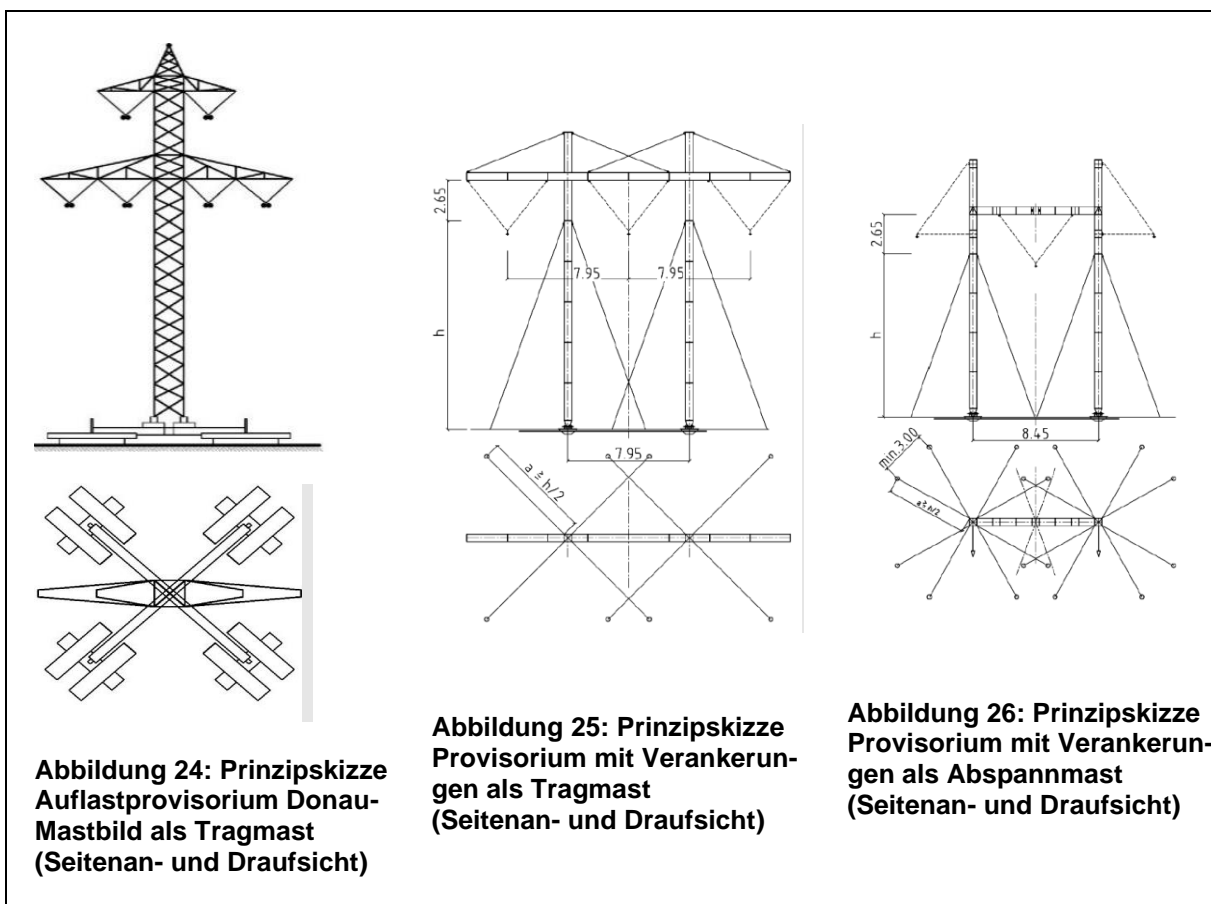 2.65
7.95
7.95
h
7.95
a ≥ h/2
2.65
h
8.45
min.3.00
a ≥ h/2
Abbildung 24: Prinzipskizze
Auflastprovisorium Donau-
Mastbild als Tragmast
(Seitenan- und Draufsicht)
Abbildung 25: Prinzipskizze
Provisorium mit Verankerun-
gen als Tragmast
(Seitenan- und Draufsicht)
Abbildung 26: Prinzipskizze
Provisorium mit Verankerun-
gen als Abspannmast
(Seitenan- und Draufsicht)